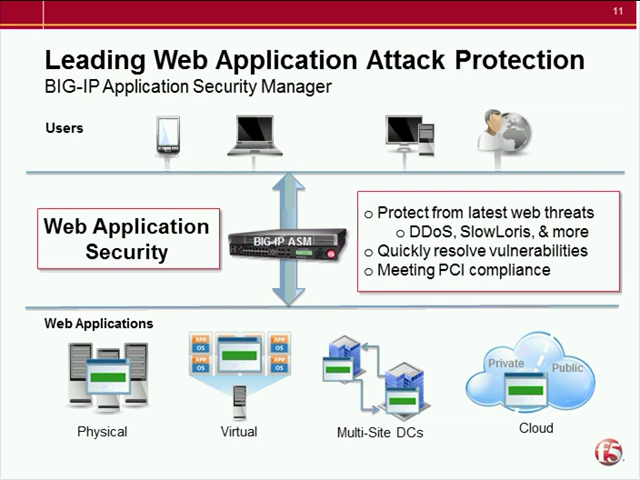 11
Leading Web Application Attack Protection
BIG-IP Application Security Manager
Users
Web Application
Security
BIG-IP ASM
o Protect from latest web threats
o DDoS, SlowLoris, & more
o Quickly resolve vulnerabilities
o Meeting PCI compliance
Web Applications
APP
OS
APP
OS
APP
OS
APP
OS
Private
Public
Physical
Virtual
Multi-Site DCs
Cloud
f5